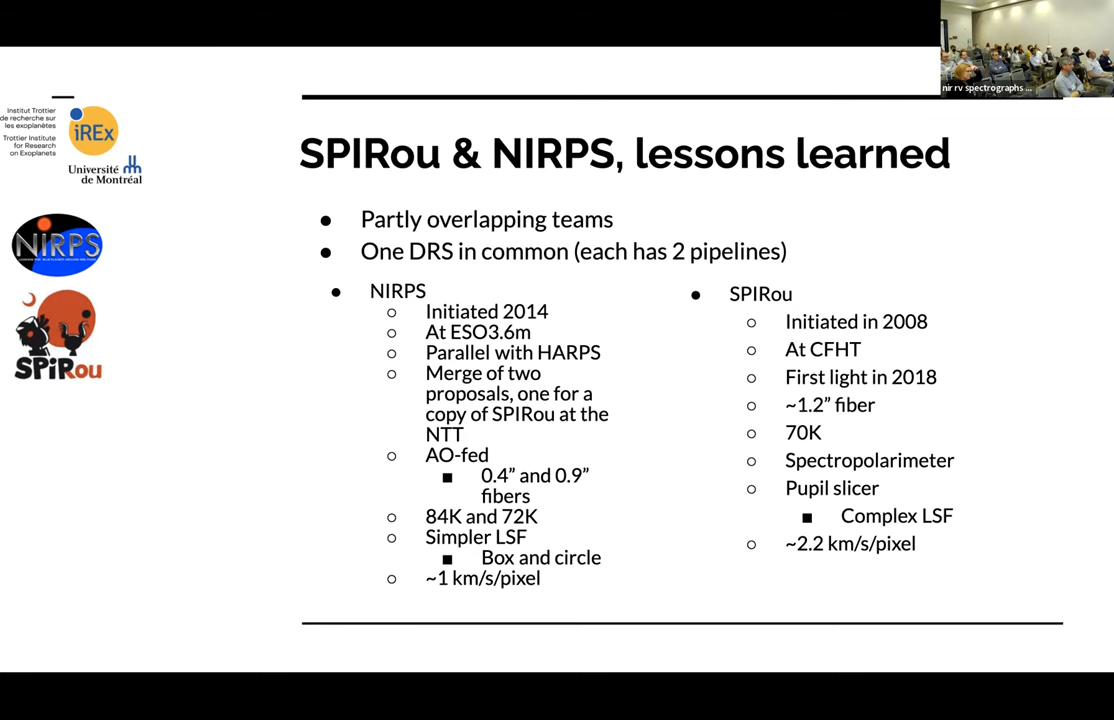 nir rv spectrographs ...
Institut Trottier
de recherche sur
les exoplanètes
Trottier Institute
for Research
on Exoplanets
iREx
Université
de Montréal
NIRPS
SPiRou
SPIRou & NIRPS, lessons learned
● Partly overlapping teams
● One DRS in common (each has 2 pipelines)
● NIRPS
○ Initiated 2014
○ At ESO3.6m
○ Parallel with HARPS
○ Merge of two
proposals, one for a
copy of SPIRou at the
NTT
○ AO-fed
■ 0.4” and 0.9”
fibers
○ 84K and 72K
○ Simpler LSF
■ Box and circle
○ ~1 km/s/pixel
● SPIRou
○ Initiated in 2008
○ At CFHT
○ First light in 2018
○ ~1.2” fiber
○ 70K
○ Spectropolarimeter
○ Pupil slicer
■ Complex LSF
○ ~2.2 km/s/pixel